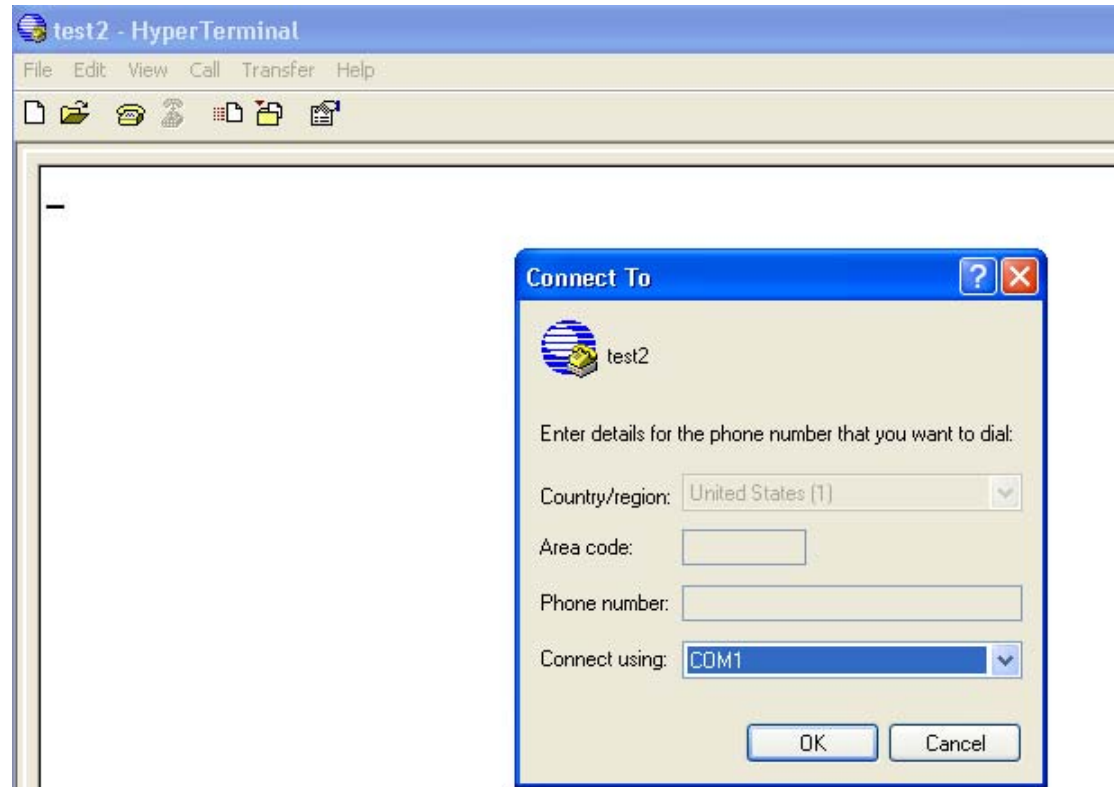 test2 - HyperTerminal
File Edit View Call Transfer Help
Connect To
test2
Enter details for the phone number that you want to dial:
Country/region: United States (1)
Area code:
Phone number:
Connect using: COM1
OK Cancel